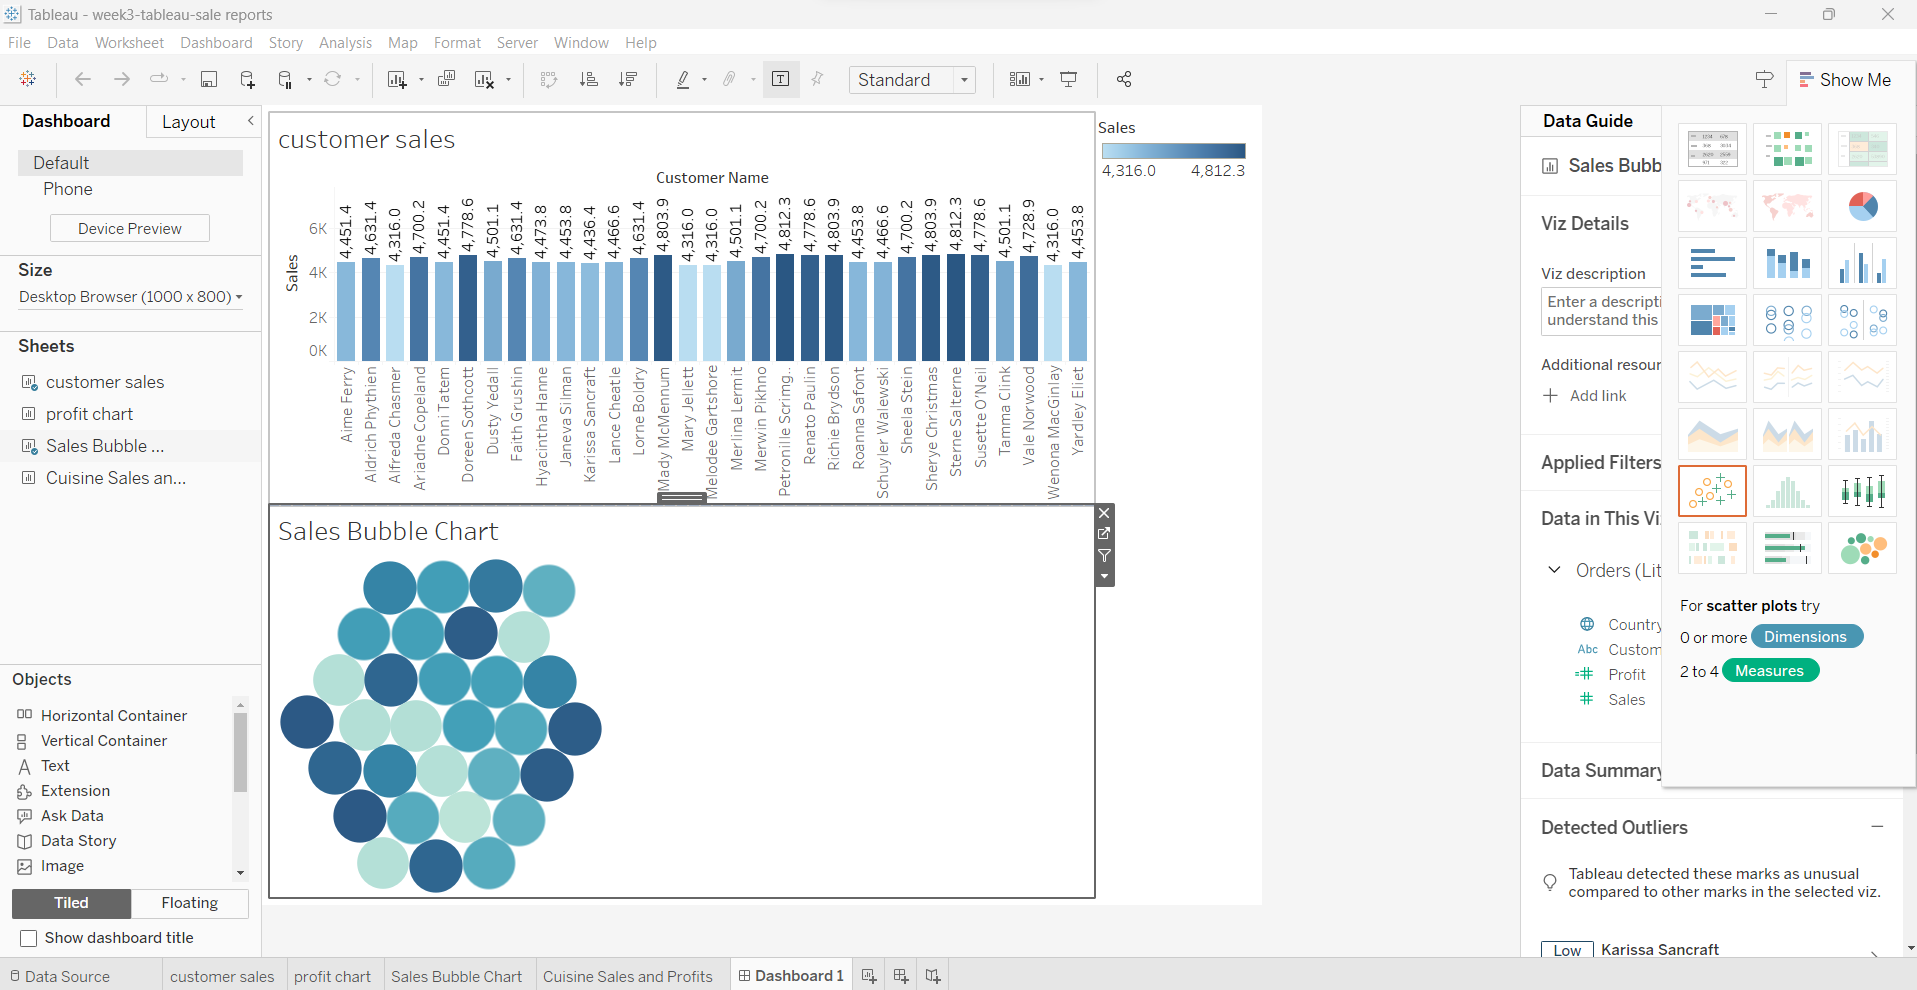 Tableau - week3-tableau-sale reports
File Data Worksheet Dashboard Story Analysis Map Format Server Window Help
Standard
Show Me
Dashboard
Layout
Default
Phone
Device Preview
Size
Desktop Browser (1000 x 800)
Sheets
customer sales
profit chart
Sales Bubble ...
Cuisine Sales an...
Objects
Horizontal Container
Vertical Container
Text
Extension
Ask Data
Data Story
Image
Tiled
Floating
Show dashboard title
customer sales
Customer Name
Sales
6K
4K
2K
0K
4,451.4
4,631.4
4,316.0
4,700.2
4,451.4
4,778.6
4,501.1
4,631.4
4,473.8
4,453.8
4,436.4
4,466.6
4,631.4
4,803.9
4,316.0
4,316.0
4,501.1
4,700.2
4,812.3
4,778.6
4,803.9
4,453.8
4,466.6
4,700.2
4,803.9
4,812.3
4,778.6
4,501.1
4,728.9
4,316.0
4,453.8
Aime Ferry
Aldrich Phythien
Alfreda Chasmer
Ariadne Copeland
Donni Tatem
Doreen Sothcott
Dusty Yedall
Faith Grushin
Hyacintha Hanne
Janeva Silman
Karissa Sancraft
Lance Cheatle
Lorne Boldry
Mady McMennum
Mary Jellett
Melodee Gartshore
Merlina Lermit
Merwin Pikhno
Petronille Scrimg..
Renato Paulin
Richie Brydson
Roanna Safont
Schuyler Walewski
Sheela Stein
Sherye Christmas
Sterne Salterne
Susette O'Neil
Tamma Clink
Vale Norwood
Wenona MacGinlay
Yardley Eliet
Sales
4,316.0 4,812.3
Sales Bubble Chart
Data Guide
Sales Bubb
Viz Details
Viz description
Enter a descripti
understand this
Additional resour
Add link
Applied Filters
Data in This Vi
Orders (Lit
Country
Abc Custom
Profit
Sales
Data Summary
Detected Outliers
Tableau detected these marks as unusual
compared to other marks in the selected viz.
Low Karissa Sancraft
For scatter plots try
0 or more Dimensions
2 to 4 Measures
Data Source
customer sales
profit chart
Sales Bubble Chart
Cuisine Sales and Profits
Dashboard 1